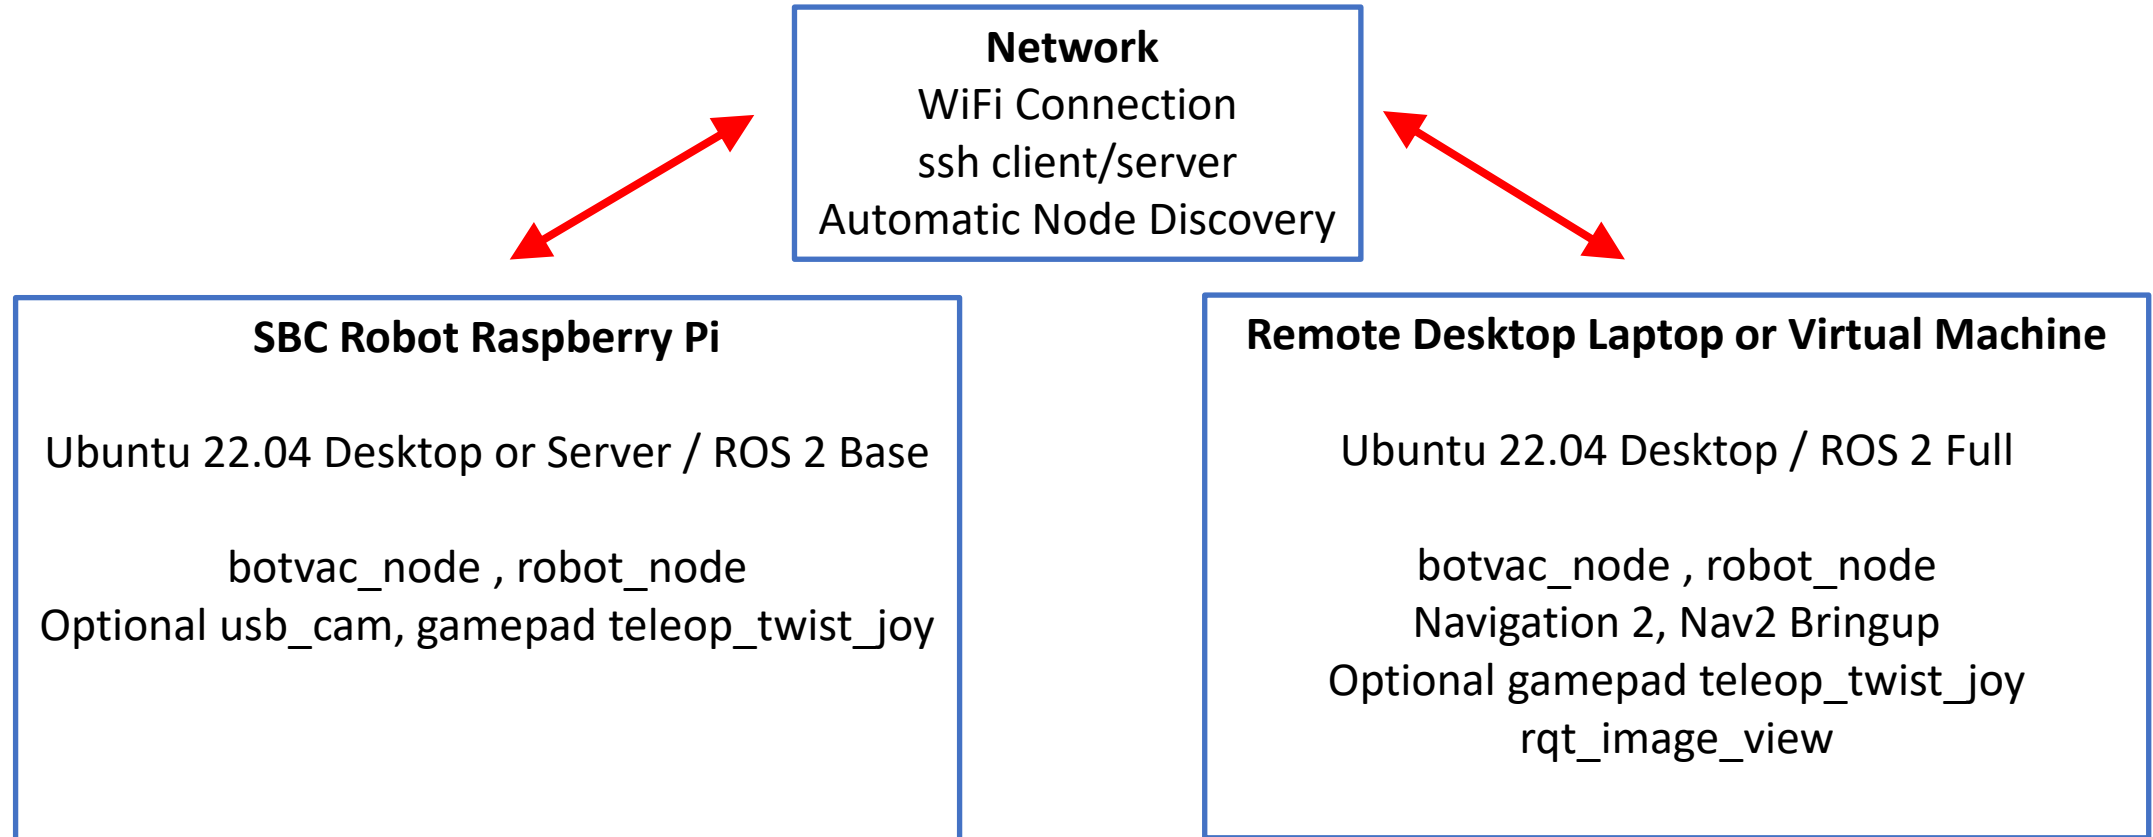 Network
WiFi Connection
ssh client/server
Automatic Node Discovery
SBC Robot Raspberry Pi
Ubuntu 22.04 Desktop or Server / ROS 2 Base
botvac_node , robot_node
Optional usb_cam, gamepad teleop_twist_joy
Remote Desktop Laptop or Virtual Machine
Ubuntu 22.04 Desktop / ROS 2 Full
botvac_node , robot_node
Navigation 2, Nav2 Bringup
Optional gamepad teleop_twist_joy
rqt_image_view